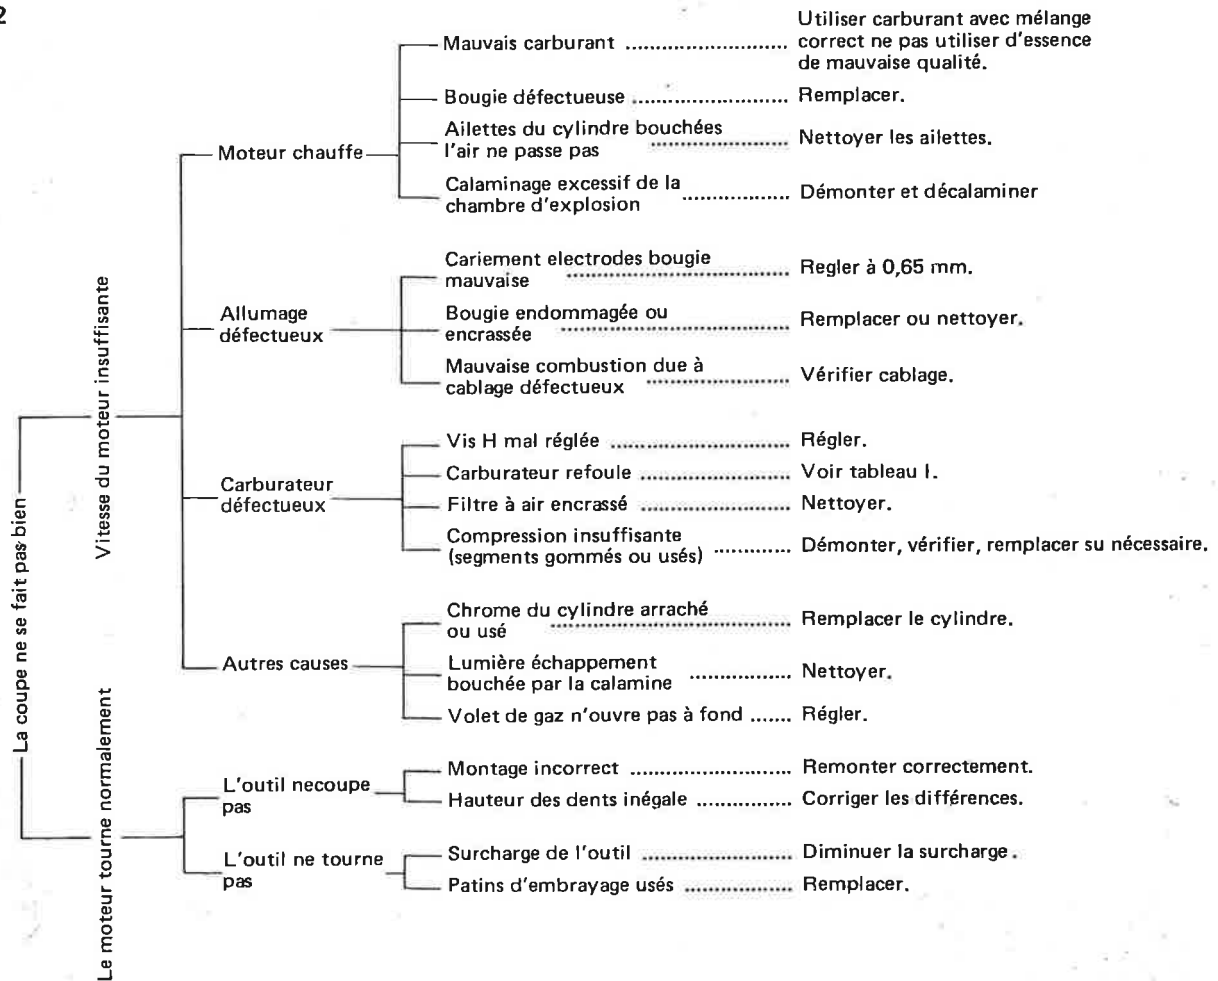 2
La coupe ne se fait pas bien
Vitesse du moteur insuffisante
Moteur chauffe
Mauvais carburant ........................... Utiliser carburant avec mélange
correct ne pas utiliser d'essence
de mauvaise qualité.
Bougie défectueuse .......................... Remplacer.
Ailettes du cylindre bouchées
l'air ne passe pas ....................... Nettoyer les ailettes.
Calaminage excessif de la
chambre d'explosion .................. Démonter et décalaminer
Allumage
défectueux
Cariement electrodes bougie
mauvaise ..................................... Regler à 0,65 mm.
Bougie endommagée ou
encrassée ...................................... Remplacer ou nettoyer.
Mauvaise combustion due à
cablage défectueux ........................ Vérifier cablage.
Carburateur
défectueux
Vis H mal réglée .............................. Régler.
Carburateur refoule ......................... Voir tableau I.
Filtre à air encrassé ......................... Nettoyer.
Compression insuffisante
(segments gommés ou usés) ............. Démonter, vérifier, remplacer su nécessaire.
Autres causes
Chrome du cylindre arraché
ou usé ........................................ Remplacer le cylindre.
Lumière échappement
bouchée par la calamine ................. Nettoyer.
Volet de gaz n'ouvre pas à fond ....... Régler.
Le moteur tourne normalement
L'outil necoupe
pas
Montage incorrect ........................... Remonter correctement.
Hauteur des dents inégale ................ Corriger les différences.
L'outil ne tourne
pas
Surcharge de l'outil ......................... Diminuer la surcharge.
Patins d'embrayage usés .................. Remplacer.